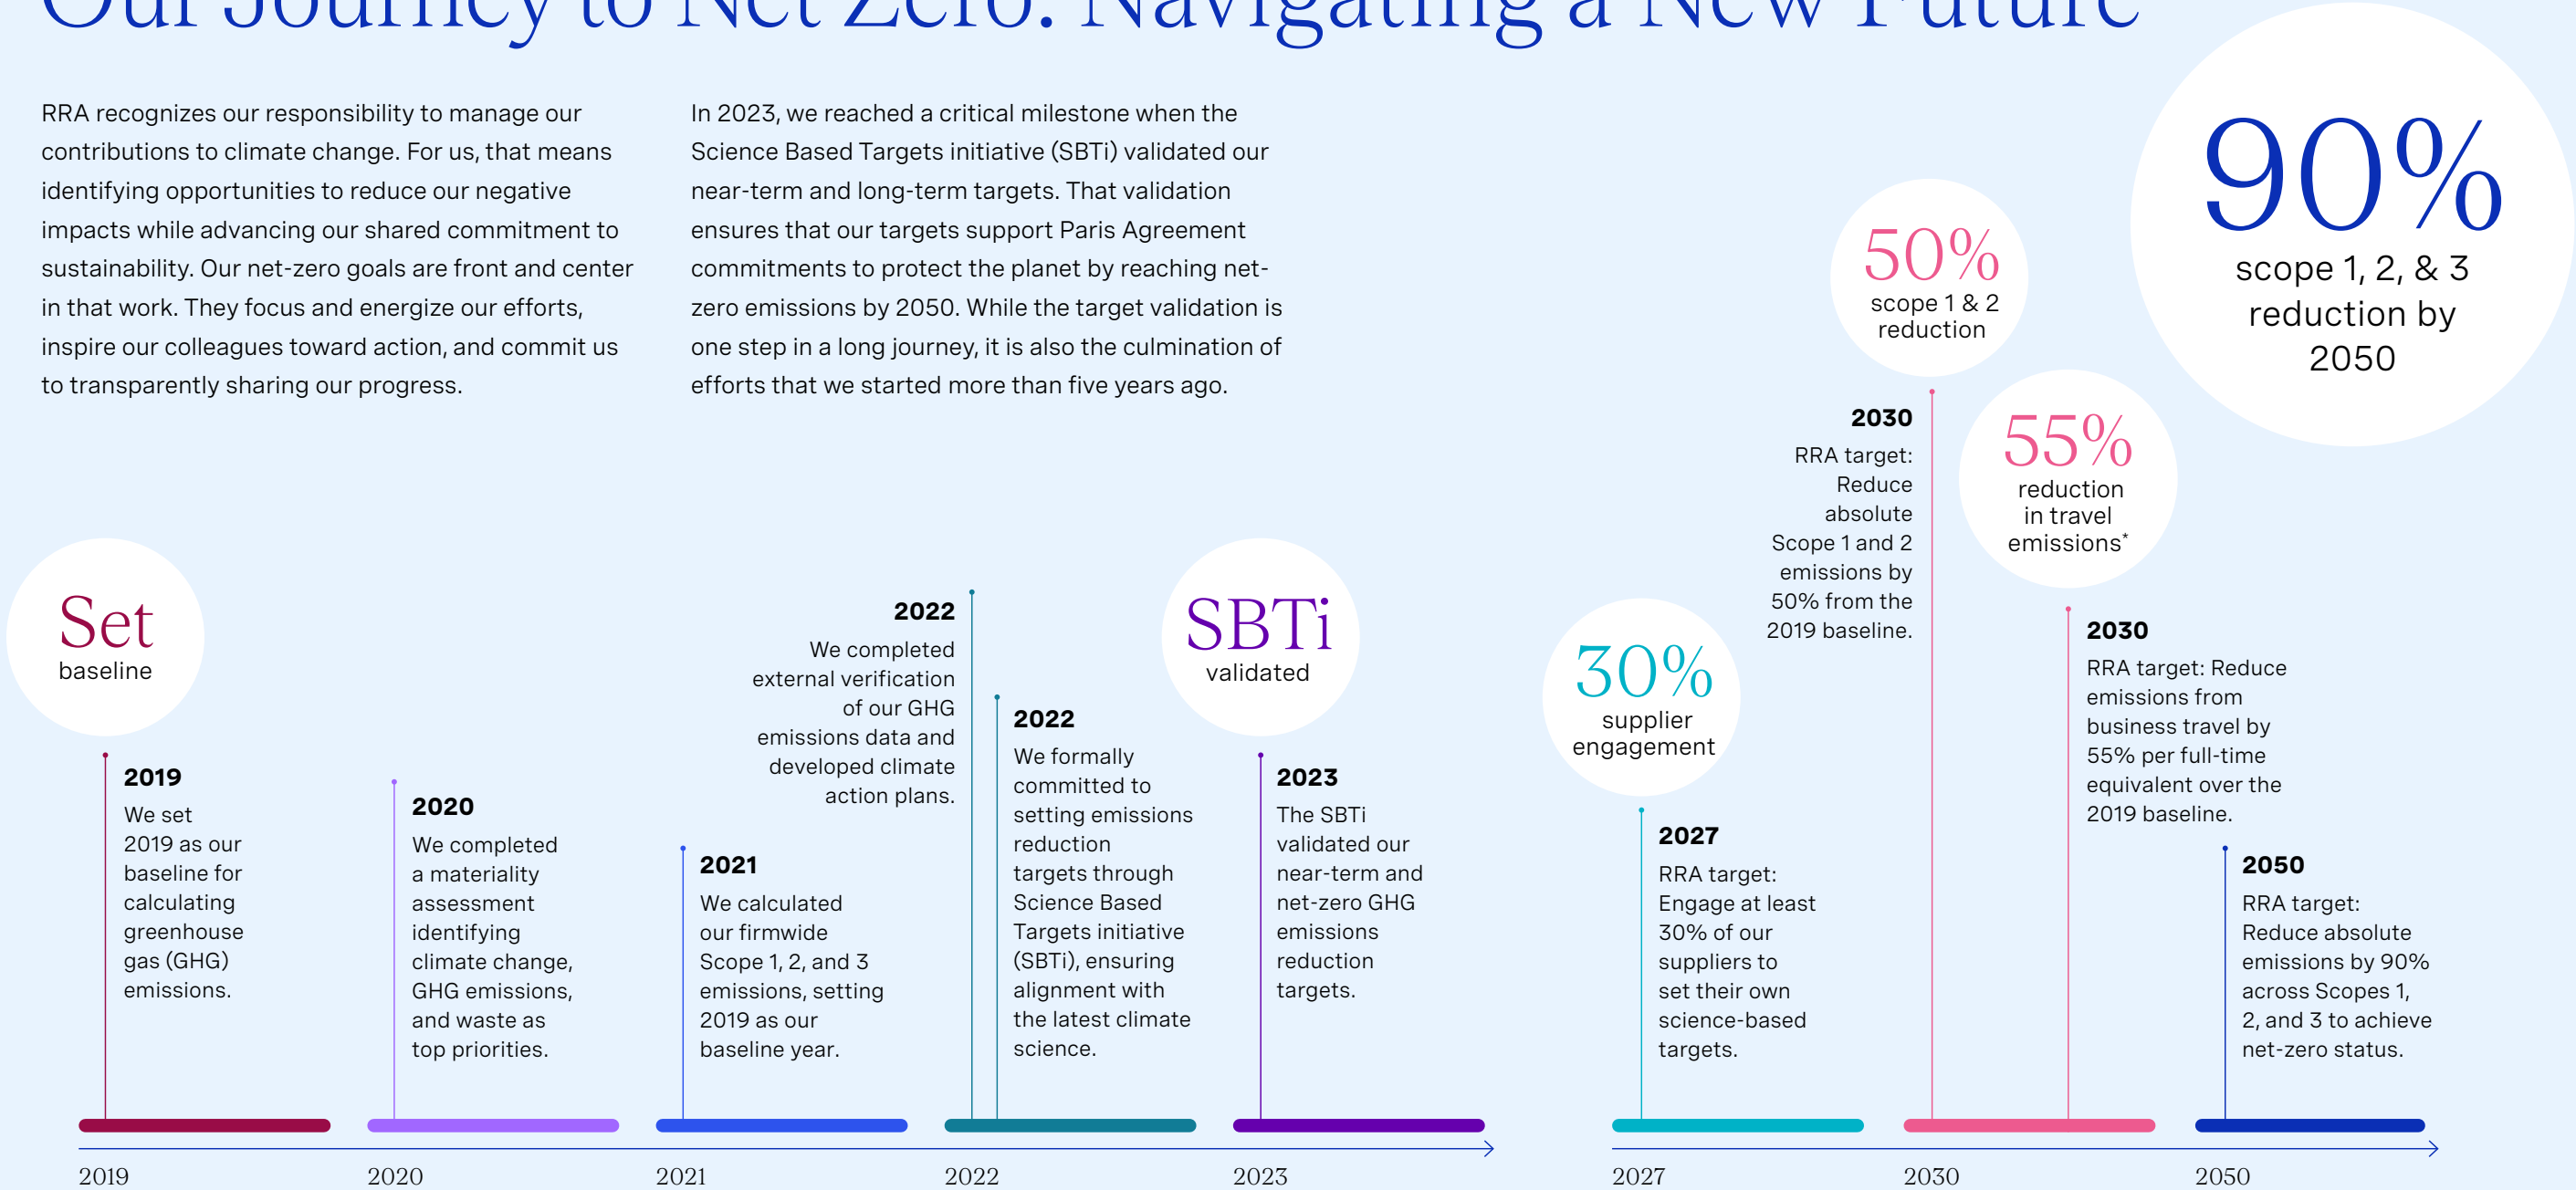 Our Journey to Net Zero: Navigating a New Future
RRA recognizes our responsibility to manage our
contributions to climate change. For us, that means
identifying opportunities to reduce our negative
impacts while advancing our shared commitment to
sustainability. Our net-zero goals are front and center
in that work. They focus and energize our efforts,
inspire our colleagues toward action, and commit us
to transparently sharing our progress.
In 2023, we reached a critical milestone when the
Science Based Targets initiative (SBTi) validated our
near-term and long-term targets. That validation
ensures that our targets support Paris Agreement
commitments to protect the planet by reaching net-
zero emissions by 2050. While the target validation is
one step in a long journey, it is also the culmination of
efforts that we started more than five years ago.
Set
baseline
2019
We set
2019 as our
baseline for
calculating
greenhouse
gas (GHG)
emissions.
2020
We completed
a materiality
assessment
identifying
climate change,
GHG emissions,
and waste as
top priorities.
2021
We calculated
our firmwide
Scope 1, 2, and 3
emissions, setting
2019 as our
baseline year.
2022
We completed
external verification
of our GHG
emissions data and
developed climate
action plans.
2022
We formally
committed to
setting emissions
reduction
targets through
Science Based
Targets initiative
(SBTi), ensuring
alignment with
the latest climate
science.
SBTi
validated
2023
The SBTi
validated our
near-term and
net-zero GHG
emissions
reduction
targets.
30%
supplier
engagement
2027
RRA target:
Engage at least
30% of our
suppliers to
set their own
science-based
targets.
50%
scope 1 & 2
reduction
2030
RRA target:
Reduce
absolute
Scope 1 and 2
emissions by
50% from the
2019 baseline.
55%
reduction
in travel
emissions*
2030
RRA target: Reduce
emissions from
business travel by
55% per full-time
equivalent over the
2019 baseline.
90%
scope 1, 2, & 3
reduction by
2050
2050
RRA target:
Reduce absolute
emissions by 90%
across Scopes 1,
2, and 3 to achieve
net-zero status.
2019
2020
2021
2022
2023
2027
2030
2050